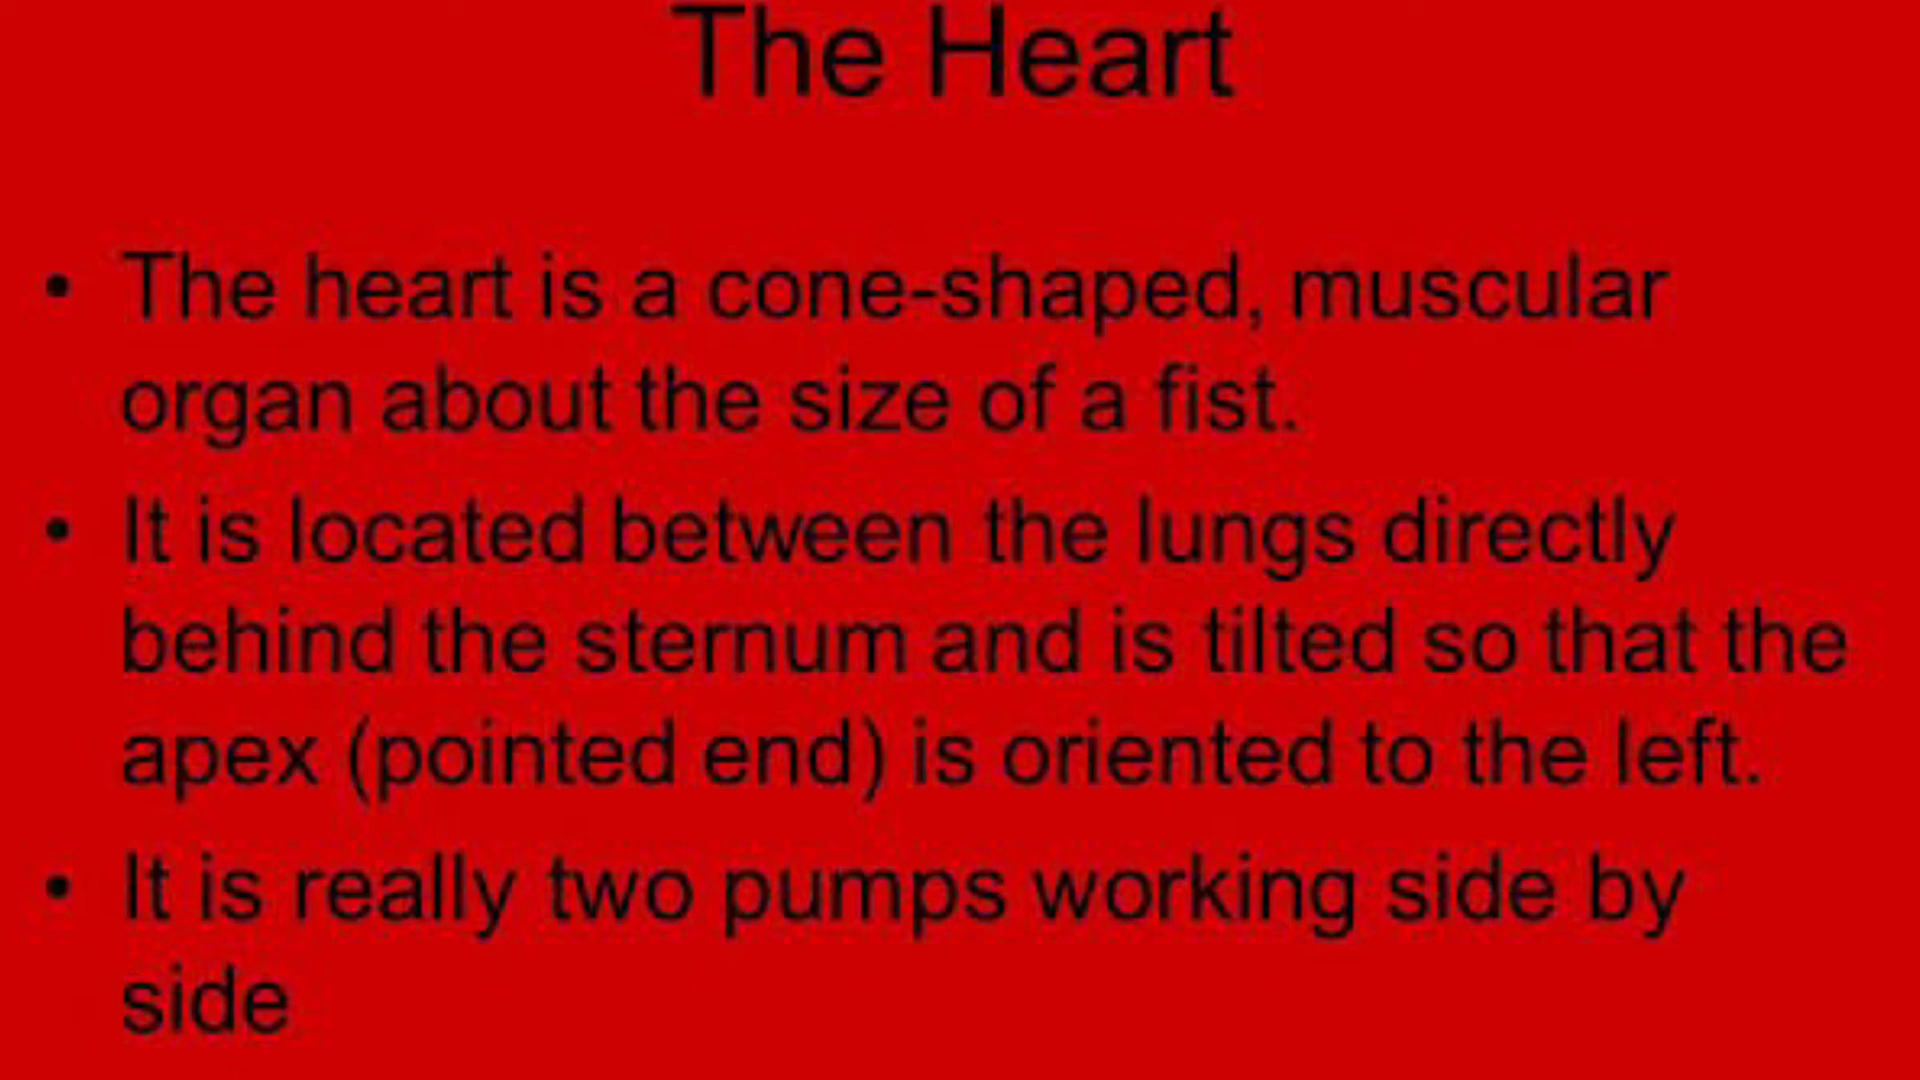 The Heart
• The heart is a cone-shaped, muscular
organ about the size of a fist.
• It is located between the lungs directly
behind the sternum and is tilted so that the
apex (pointed end) is oriented to the left.
• It is really two pumps working side by
side